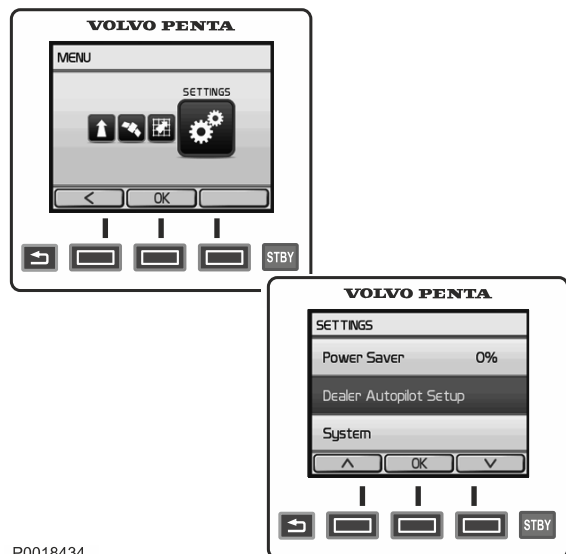 VOLVO PENTA
MENU
SETTINGS
< OK
STBY
VOLVO PENTA
SETTINGS
Power Saver 0%
Dealer Autopilot Setup
System
OK
STBY
P0018434